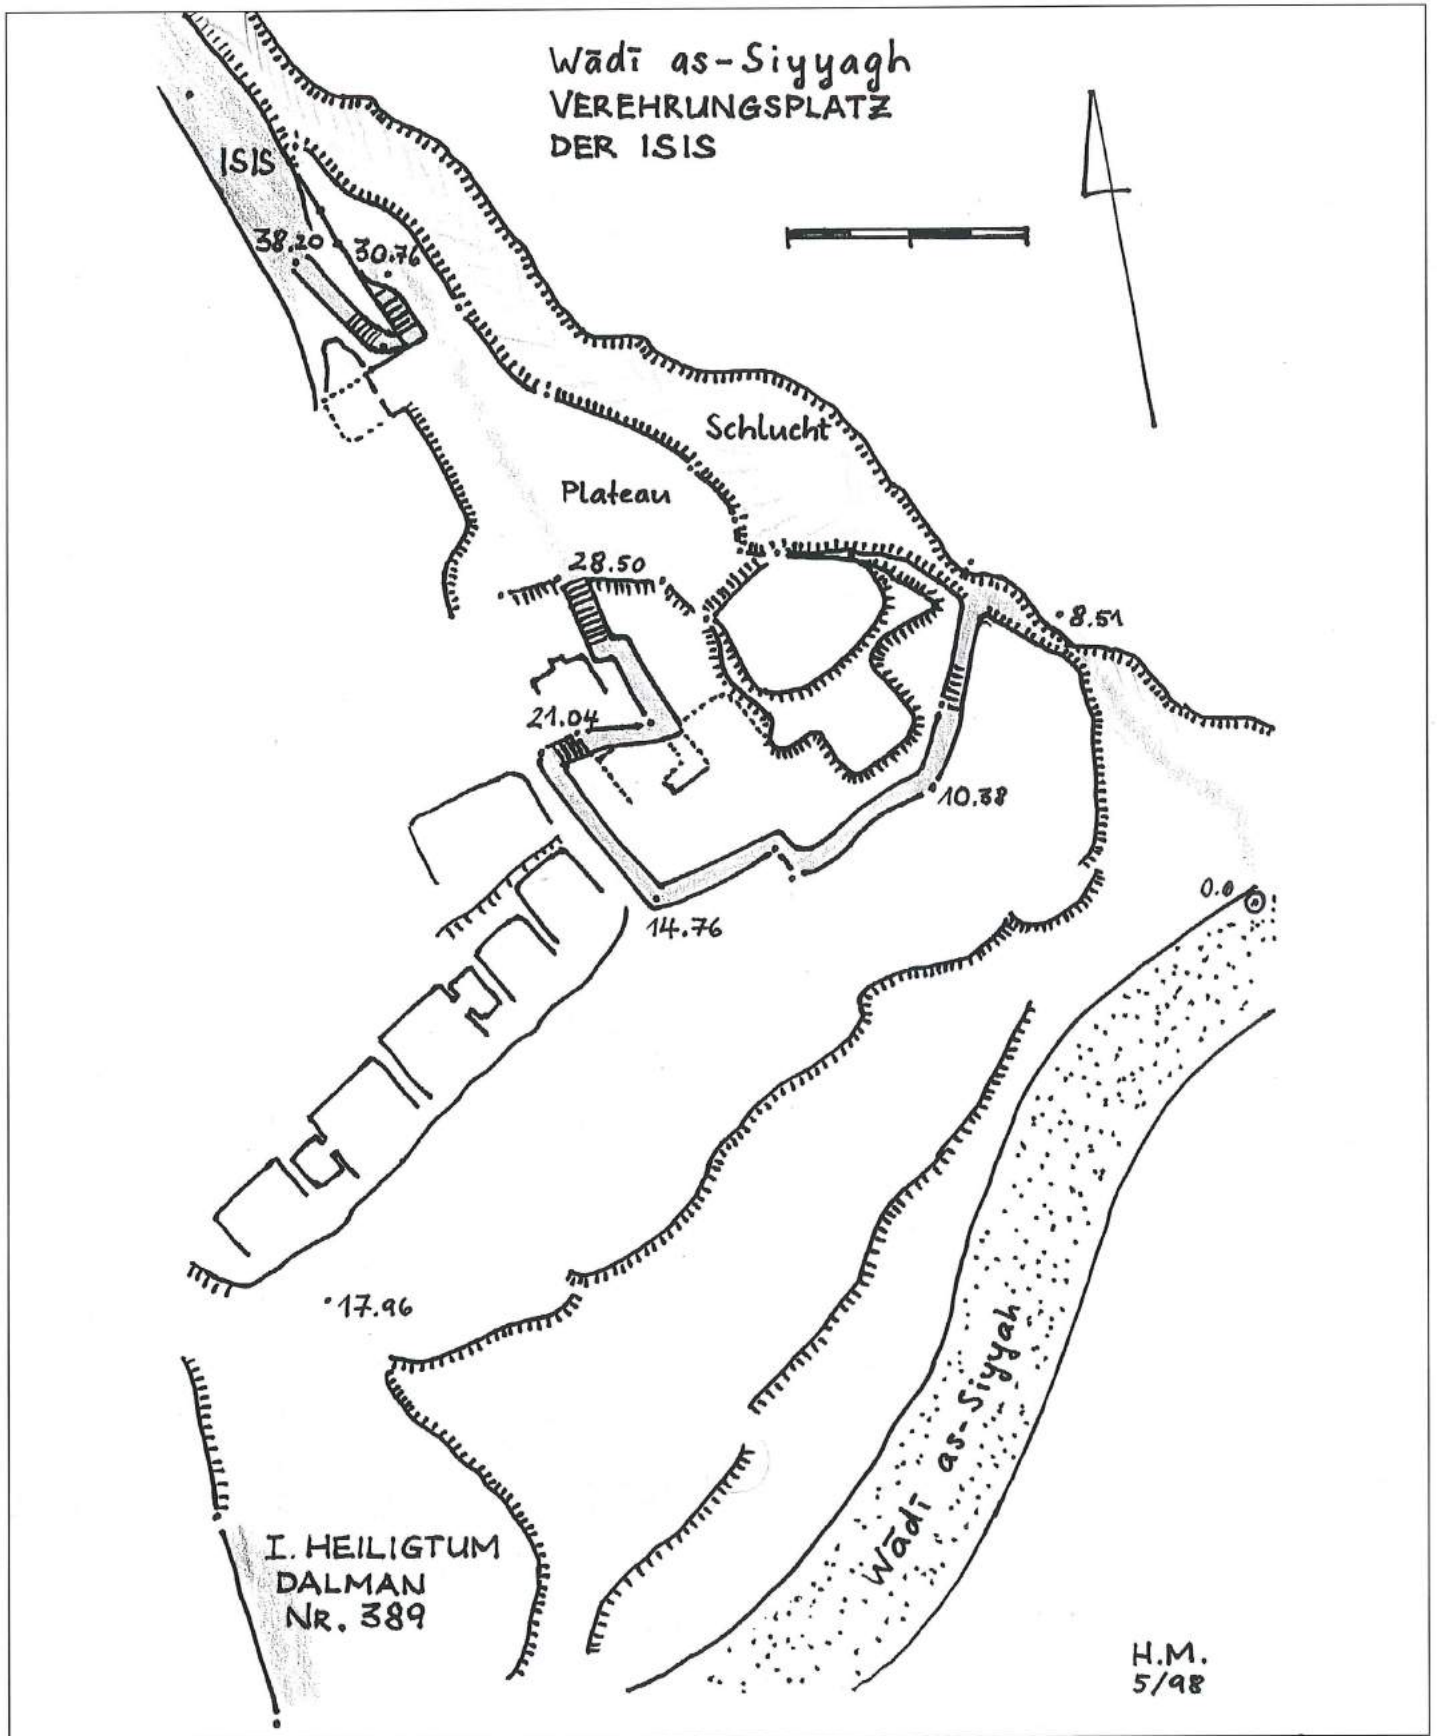 Wādī as-Siyyagh
VEREHRUNGSPLATZ
DER ISIS
ISIS
38.20
30.76
Schlucht
Plateau
28.50
8.51
21.04
10.38
0.0
14.76
17.96
Wādī as-Siyyah
I. HEILIGTUM
DALMAN
NR. 389
H.M.
5/98